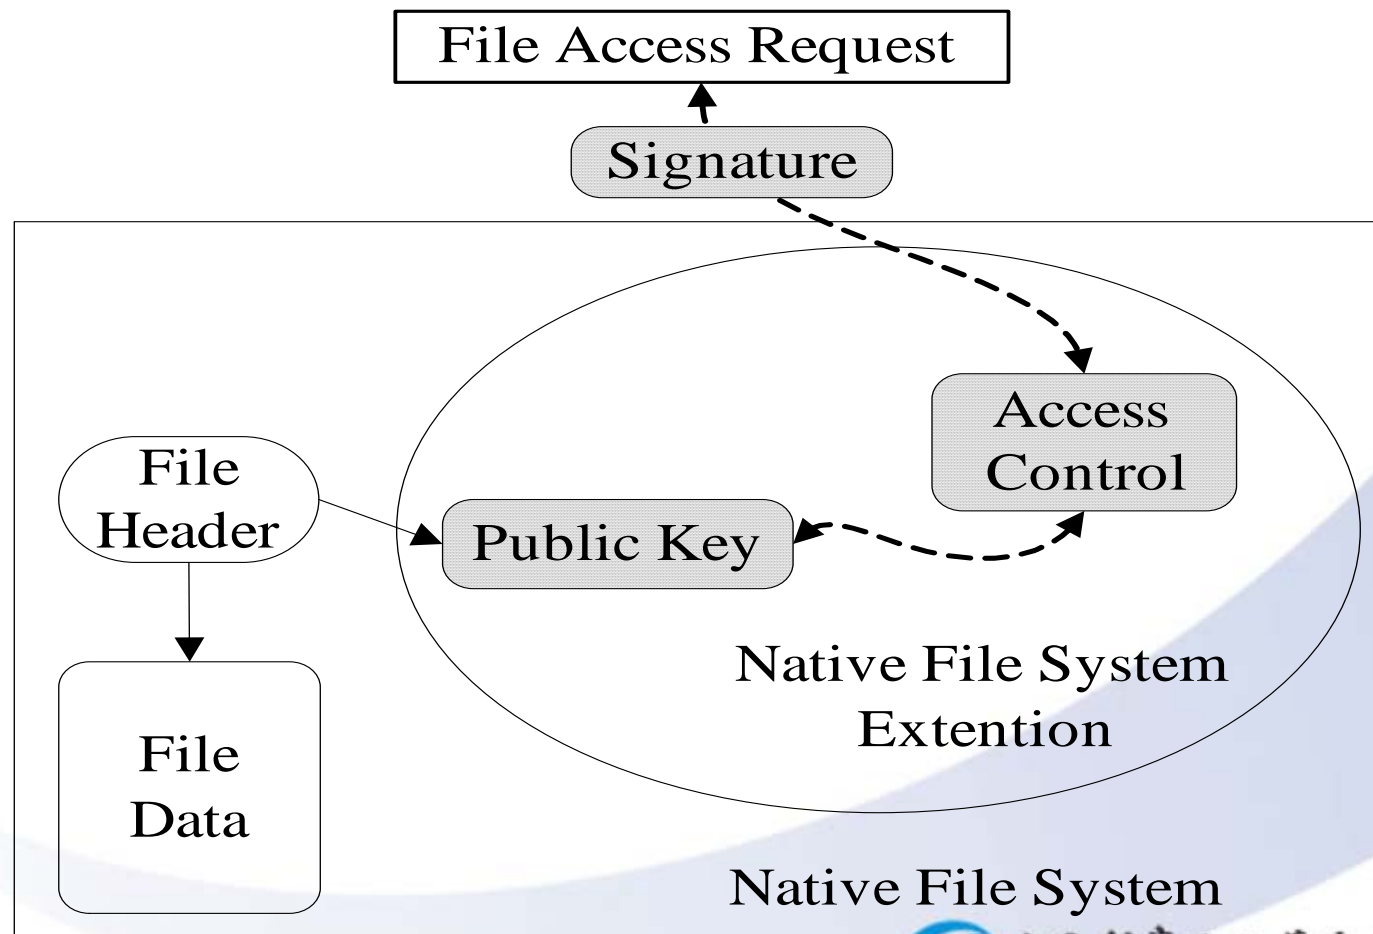 File Access Request
Signature
Access
Control
File
Header
Public Key
Native File System
Extention
File
Data
Native File System